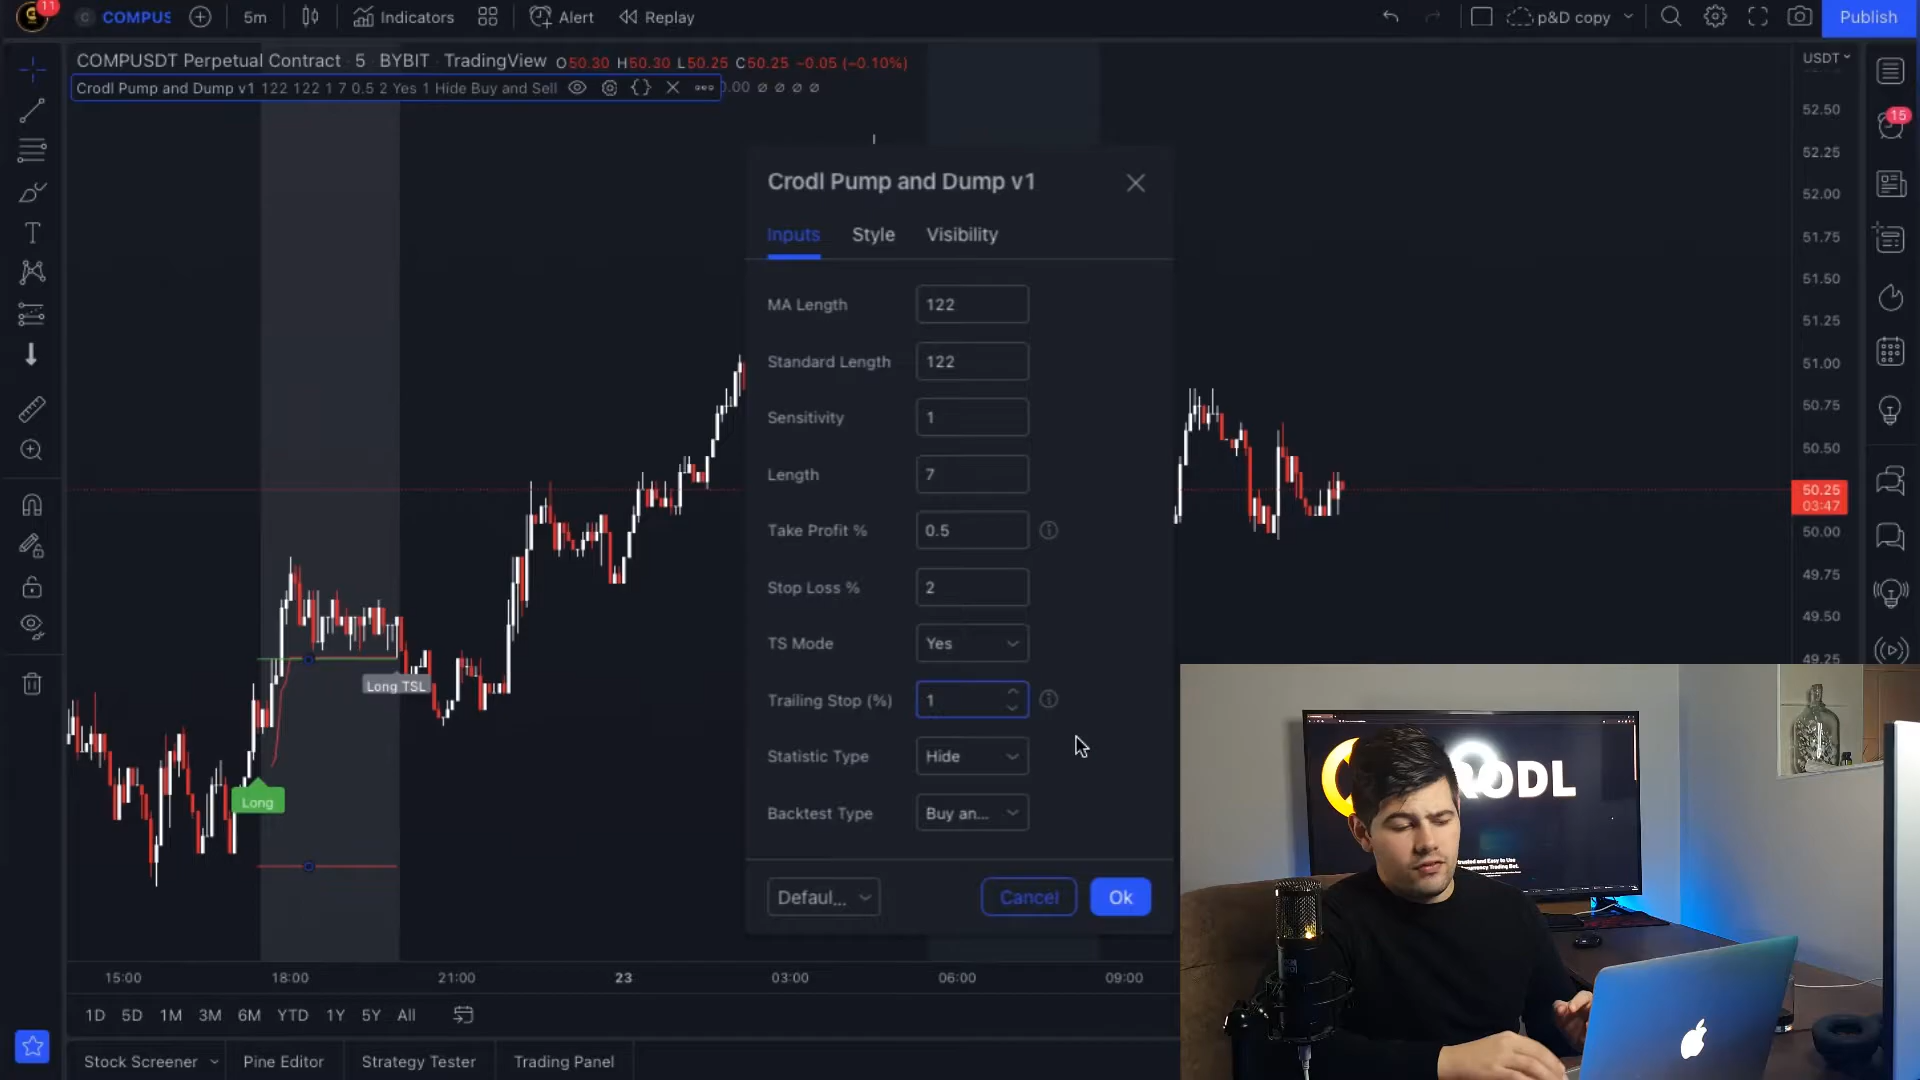 11
C COMPUS 5m Indicators Alert Replay p&D copy Publish
COMPUSDT Perpetual Contract · 5 · BYBIT · TradingView O50.30 H50.30 L50.25 C50.25 −0.05 (−0.10%)
USDT
Crodl Pump and Dump v1 122 122 1 7 0.5 2 Yes 1 Hide Buy and Sell 0.00 ∅ ∅ ∅ ∅
15
52.50
52.25
52.00
51.75
51.50
51.25
51.00
50.75
50.50
50.25
03:47
50.00
49.75
49.50
49.25
Crodl Pump and Dump v1
Inputs Style Visibility
MA Length 122
Standard Length 122
Sensitivity 1
Length 7
Take Profit % 0.5
Stop Loss % 2
TS Mode Yes
Trailing Stop (%) 1
Statistic Type Hide
Backtest Type Buy an...
Defaul... Cancel Ok
Long TSL
Long
RODL
15:00 18:00 21:00 23 03:00 06:00 09:00
1D 5D 1M 3M 6M YTD 1Y 5Y All
Stock Screener Pine Editor Strategy Tester Trading Panel